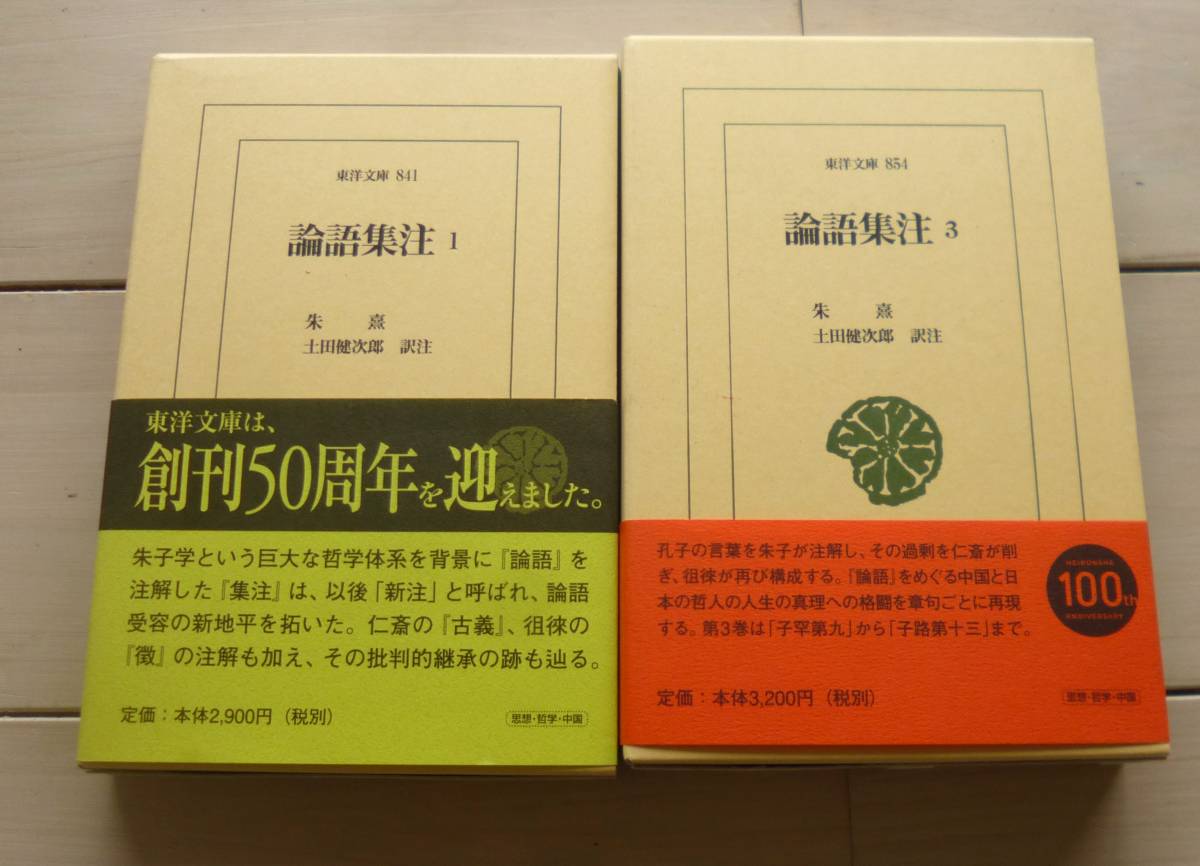 東洋文庫 841
論語集注 1
朱 熹
土田健次郎 訳注
東洋文庫は、
創刊50周年を迎えました。
朱子学という巨大な哲学体系を背景に『論語』を
注解した『集注』は、以後「新注」と呼ばれ、論語
受容の新地平を拓いた。仁斎の『古義』、徂徠の
『徴』の注解も加え、その批判的継承の跡も辿る。
定価：本体2,900円（税別）
思想・哲学・中国
東洋文庫 854
論語集注 3
朱 熹
土田健次郎 訳注
孔子の言葉を朱子が注解し、その過剰を仁斎が削
ぎ、徂徠が再び構成する。『論語』をめぐる中国と日
本の哲人の人生の真理への格闘を章句ごとに再現
する。第3巻は「子罕第九」から「子路第十三」まで。
HEIBONSHA
100th
ANNIVERSARY
定価：本体3,200円（税別）
思想・哲学・中国